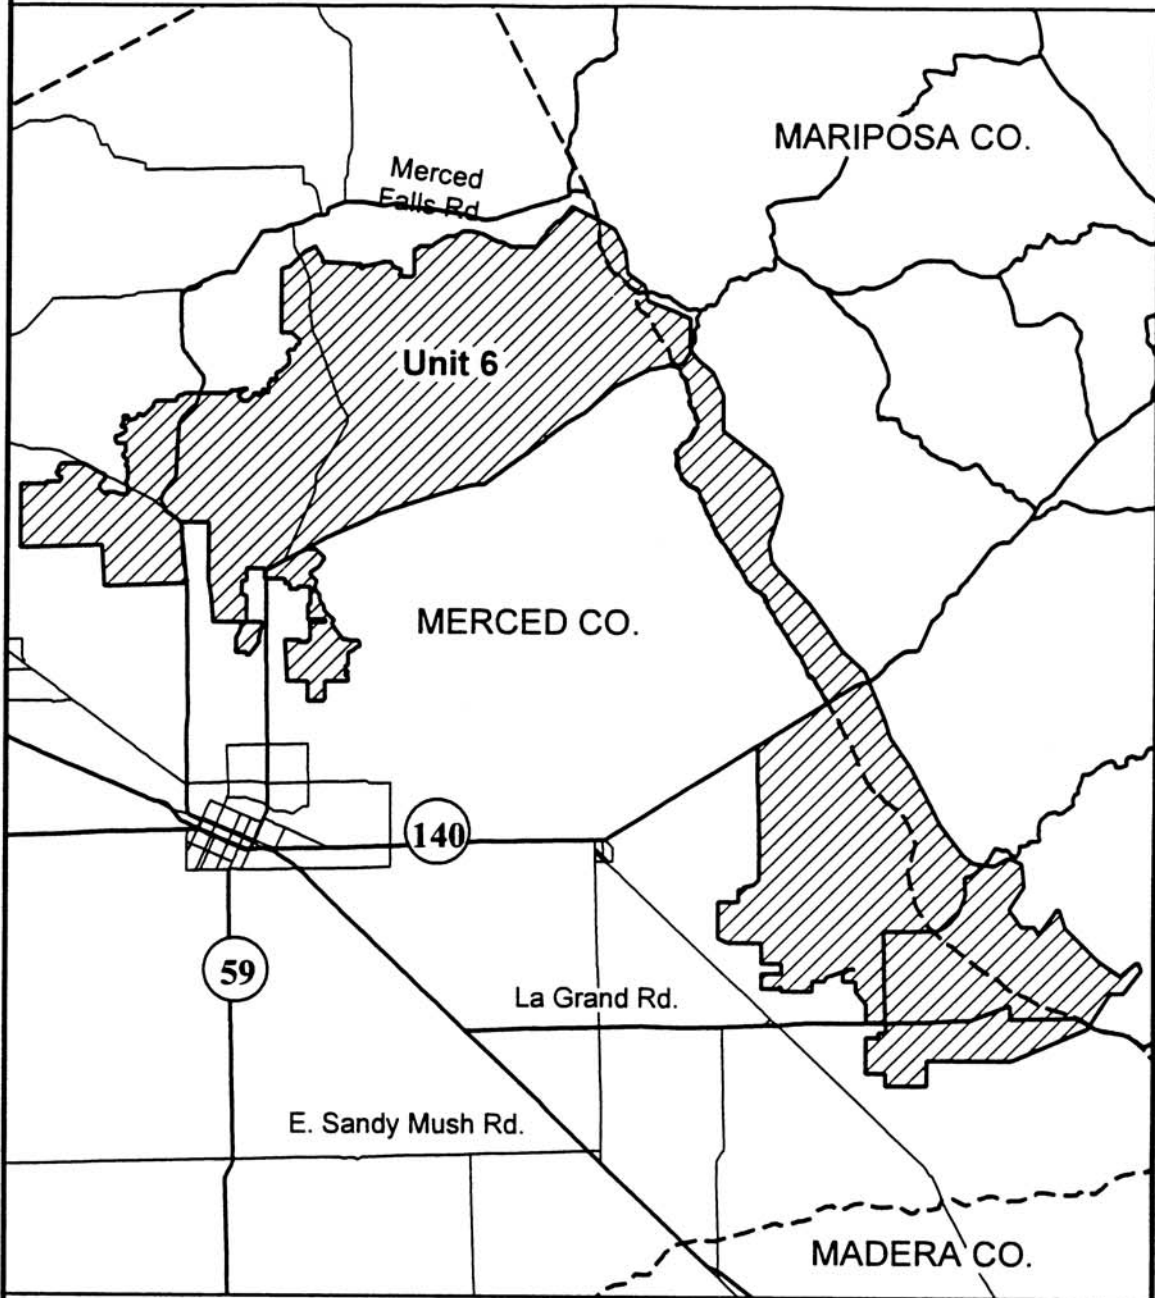 MARIPOSA CO.
Merced
Falls Rd
Unit 6
MERCED CO.
140
59
La Grand Rd.
E. Sandy Mush Rd.
MADERA CO.